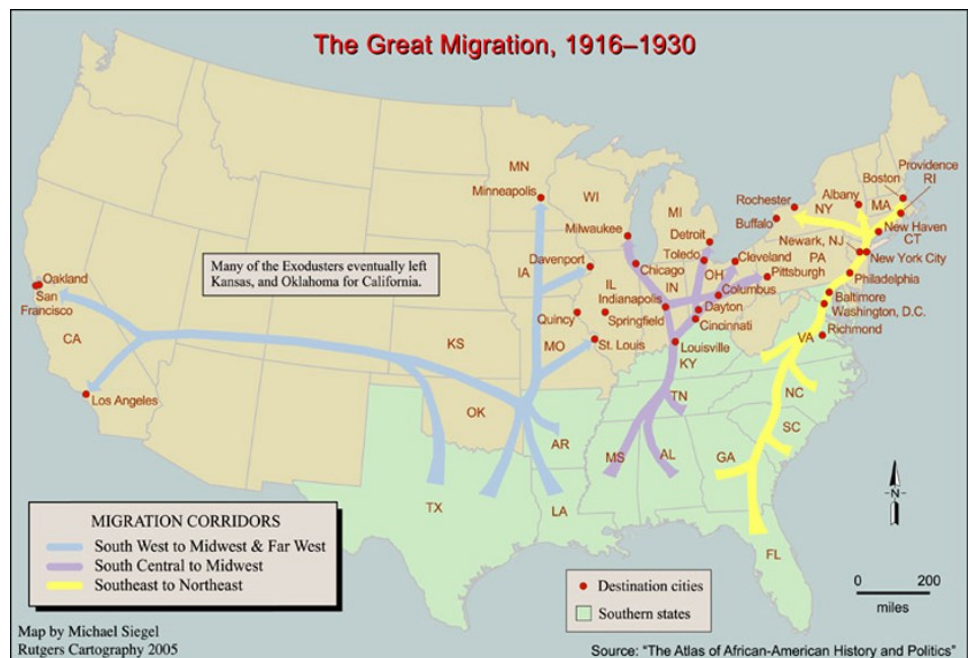 The Great Migration, 1916–1930
MN
Minneapolis
WI
Milwaukee
MI
Detroit
Rochester
Buffalo
Albany
NY
Boston
Providence
RI
MA
New Haven
CT
Newark, NJ
New York City
PA
Philadelphia
Cleveland
Toledo
OH
Pittsburgh
Columbus
Baltimore
Washington, D.C.
Richmond
VA
Many of the Exodusters eventually left
Kansas, and Oklahoma for California.
Oakland
San
Francisco
CA
Los Angeles
IA
Davenport
Chicago
IN
IL
Indianapolis
Dayton
Cincinnati
Quincy
Springfield
KS
MO
St. Louis
Louisville
KY
TN
NC
SC
OK
AR
MS
AL
GA
TX
LA
FL
MIGRATION CORRIDORS
South West to Midwest & Far West
South Central to Midwest
Southeast to Northeast
Destination cities
Southern states
N
0 200
miles
Map by Michael Siegel
Rutgers Cartography 2005
Source: "The Atlas of African-American History and Politics"